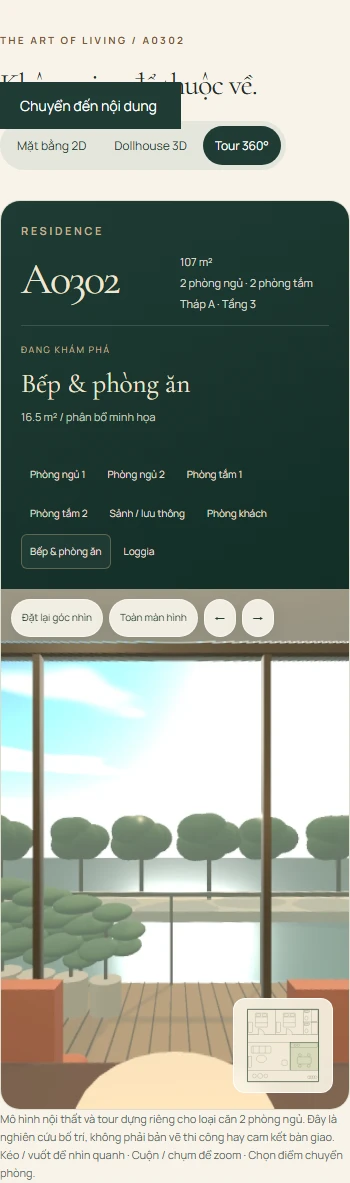 THE ART OF LIVING / A0302
thuộc về.
Chuyển đến nội dung
Mặt bằng 2D Dollhouse 3D Tour 360°
RESIDENCE
A0302
107 m²
2 phòng ngủ · 2 phòng tắm
Tháp A · Tầng 3
ĐANG KHÁM PHÁ
Bếp & phòng ăn
16.5 m² / phân bổ minh họa
Phòng ngủ 1 Phòng ngủ 2 Phòng tắm 1
Phòng tắm 2 Sảnh / lưu thông Phòng khách
Bếp & phòng ăn Loggia
Đặt lại góc nhìn Toàn màn hình ← →
Mô hình nội thất và tour dựng riêng cho loại căn 2 phòng ngủ. Đây là
nghiên cứu bố trí, không phải bản vẽ thi công hay cam kết bàn giao.
Kéo / vuốt để nhìn quanh · Cuộn / chụm để zoom · Chọn điểm chuyển
phòng.